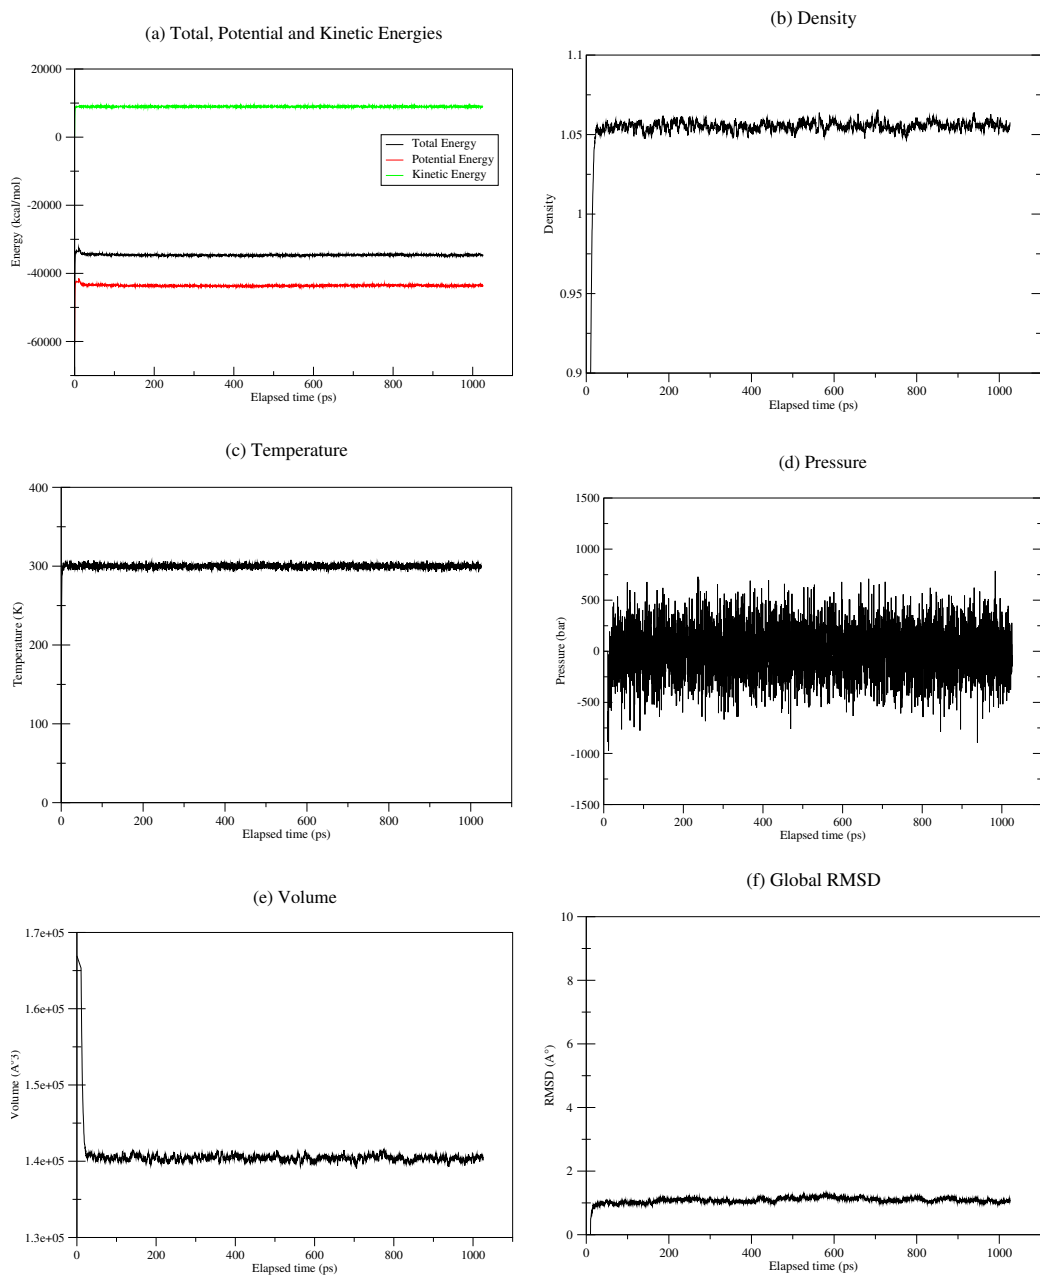 (a) Total, Potential and Kinetic Energies
20000
0
-20000
-40000
-60000
Energy (kcal/mol)
Total Energy
Potential Energy
Kinetic Energy
0
200
400
600
800
1000
Elapsed time (ps)
(b) Density
1.1
1.05
1
0.95
0.9
Density
0
200
400
600
800
1000
Elapsed time (ps)
(c) Temperature
400
300
200
100
0
Temperature (K)
0
200
400
600
800
1000
Elapsed time (ps)
(d) Pressure
1500
1000
500
0
-500
-1000
-1500
Pressure (bar)
0
200
400
600
800
1000
Elapsed time (ps)
(e) Volume
1.7e+05
1.6e+05
1.5e+05
1.4e+05
1.3e+05
Volume (A^3)
0
200
400
600
800
1000
Elapsed time (ps)
(f) Global RMSD
10
8
6
4
2
0
RMSD (A°)
0
200
400
600
800
1000
Elapsed time (ps)